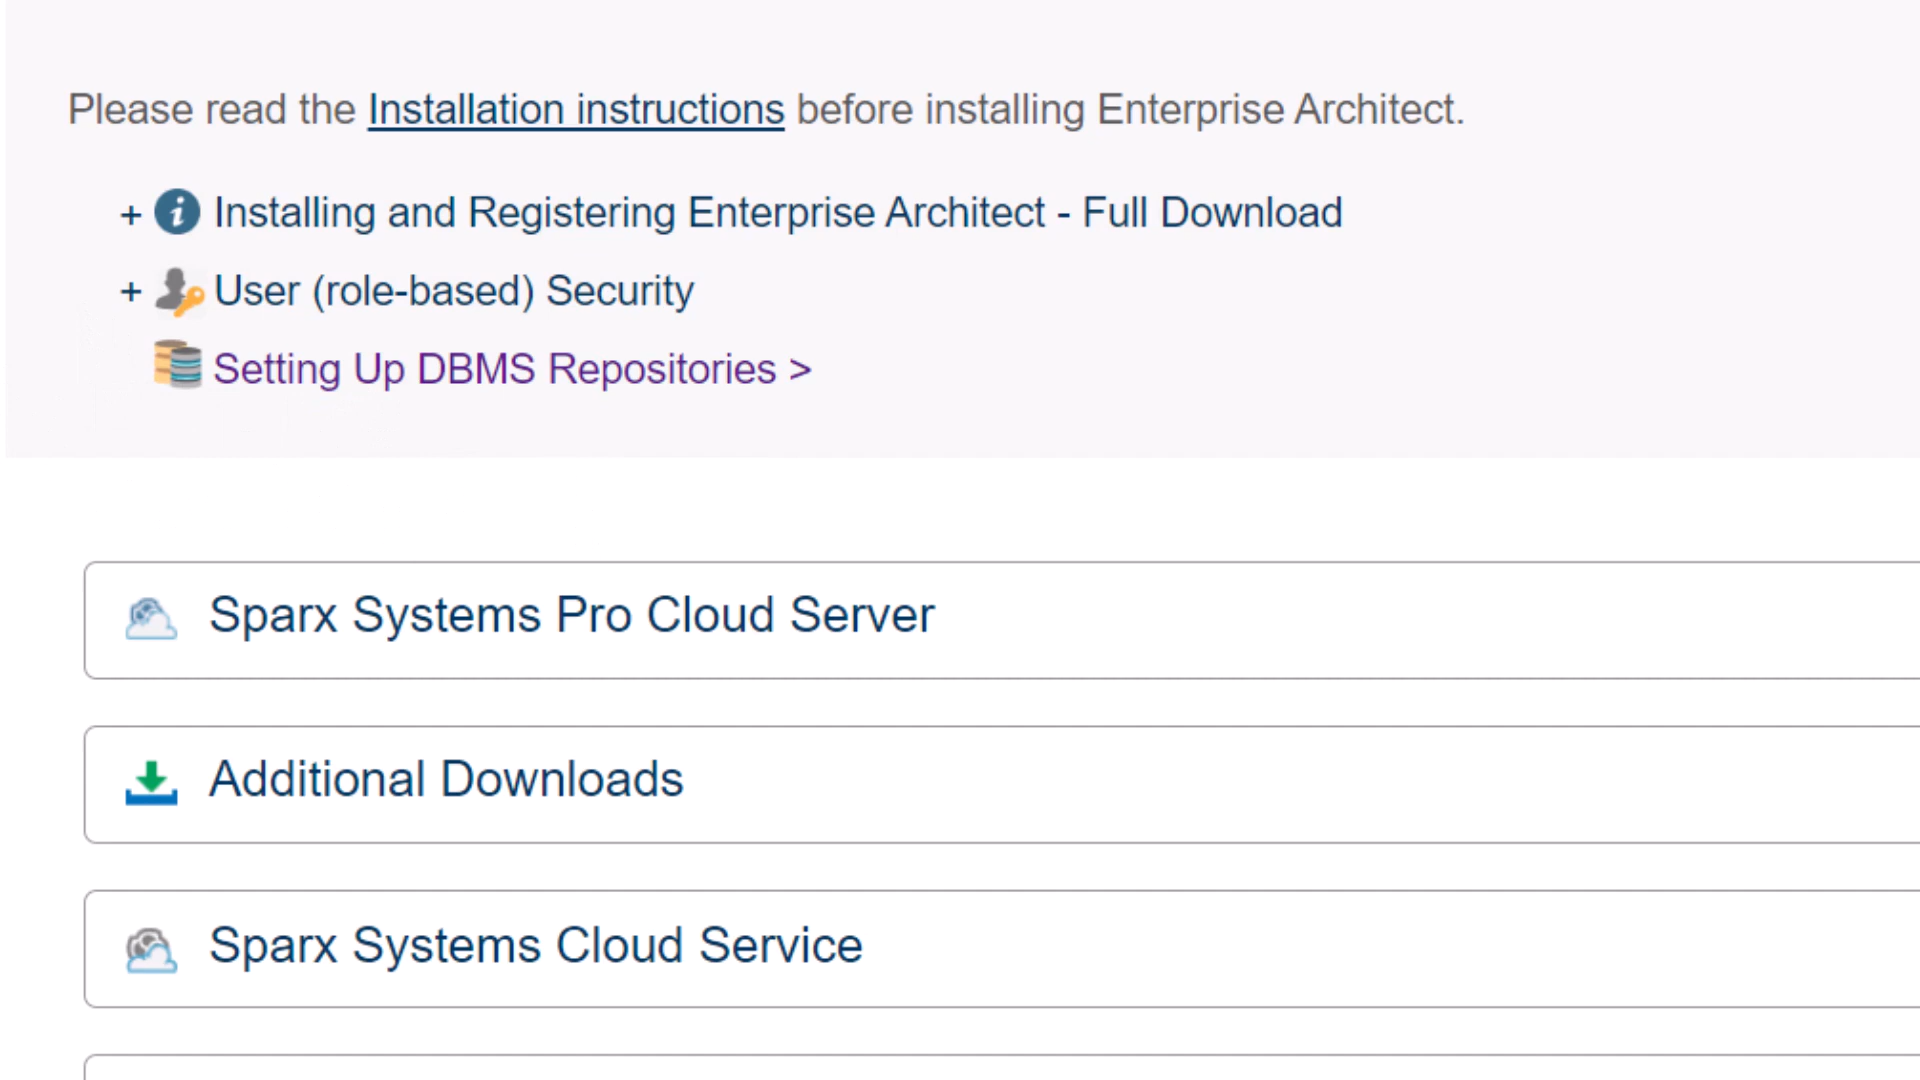 Please read the Installation instructions before installing Enterprise Architect.
+ Installing and Registering Enterprise Architect - Full Download
+ User (role-based) Security
Setting Up DBMS Repositories >
Sparx Systems Pro Cloud Server
Additional Downloads
Sparx Systems Cloud Service